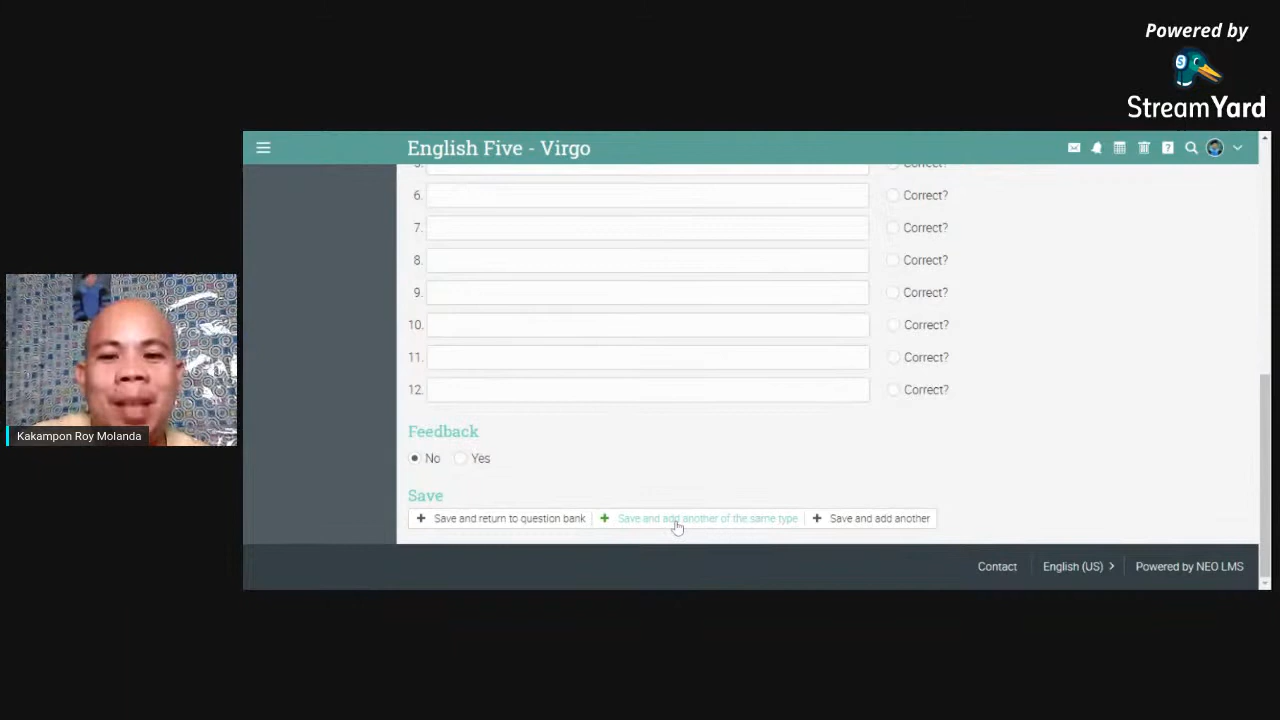 Powered by
StreamYard
English Five - Virgo
5. Correct?
6. Correct?
7. Correct?
8. Correct?
9. Correct?
10. Correct?
11. Correct?
12. Correct?
Feedback
No Yes
Kakampon Roy Molanda
Save
+ Save and return to question bank + Save and add another of the same type + Save and add another
Contact English (US) > Powered by NEO LMS